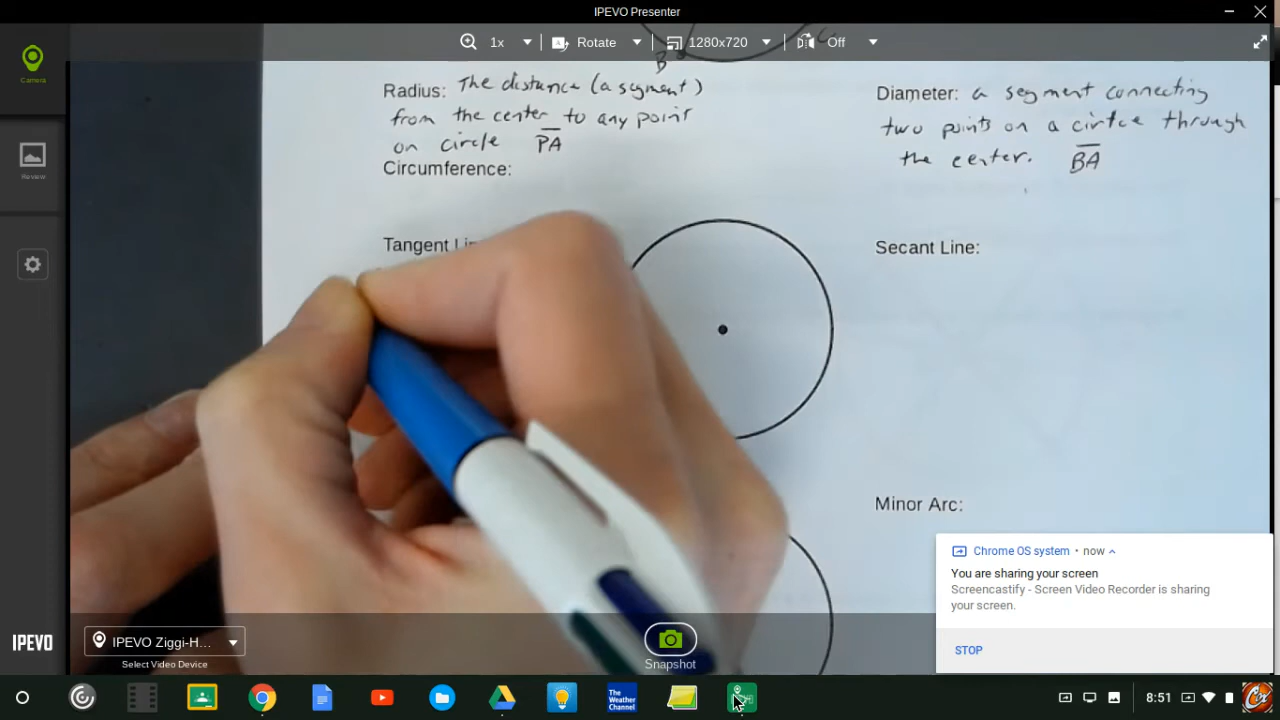 IPEVO Presenter
1x Rotate 1280x720 Off
Camera
B
Radius: The distance (a segment)
from the center to any point
on circle PA
Diameter: a segment connecting
two points on a circle through
the center. BA
Review
Circumference:
Tangent Li
Secant Line:
Minor Arc:
Chrome OS system • now
You are sharing your screen
Screencastify - Screen Video Recorder is sharing
your screen.
STOP
IPEVO
IPEVO Ziggi-H...
Select Video Device
Snapshot
The
Weather
Channel
8:51